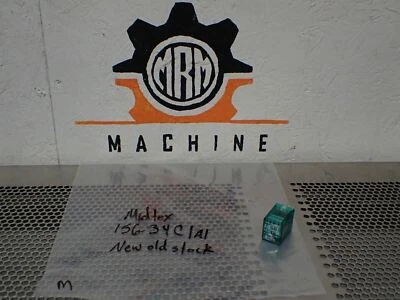 MRM
MACHINE
Midtex
156-34C1A1
New old stock
M